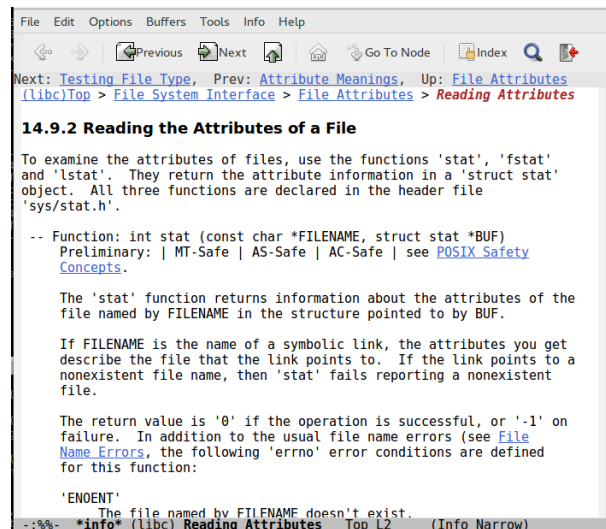 File Edit Options Buffers Tools Info Help
Previous Next Go To Node Index
Next: Testing File Type, Prev: Attribute Meanings, Up: File Attributes
(libc)Top > File System Interface > File Attributes > Reading Attributes
14.9.2 Reading the Attributes of a File
To examine the attributes of files, use the functions 'stat', 'fstat'
and 'lstat'. They return the attribute information in a 'struct stat'
object. All three functions are declared in the header file
'sys/stat.h'.
-- Function: int stat (const char *FILENAME, struct stat *BUF)
Preliminary: | MT-Safe | AS-Safe | AC-Safe | see POSIX Safety
Concepts.
The 'stat' function returns information about the attributes of the
file named by FILENAME in the structure pointed to by BUF.
If FILENAME is the name of a symbolic link, the attributes you get
describe the file that the link points to. If the link points to a
nonexistent file name, then 'stat' fails reporting a nonexistent
file.
The return value is '0' if the operation is successful, or '-1' on
failure. In addition to the usual file name errors (see File
Name Errors, the following 'errno' error conditions are defined
for this function:
'ENOENT'
The file named by FILENAME doesn't exist.
-:%%- *info* (libc) Reading Attributes Top L2 (Info Narrow)